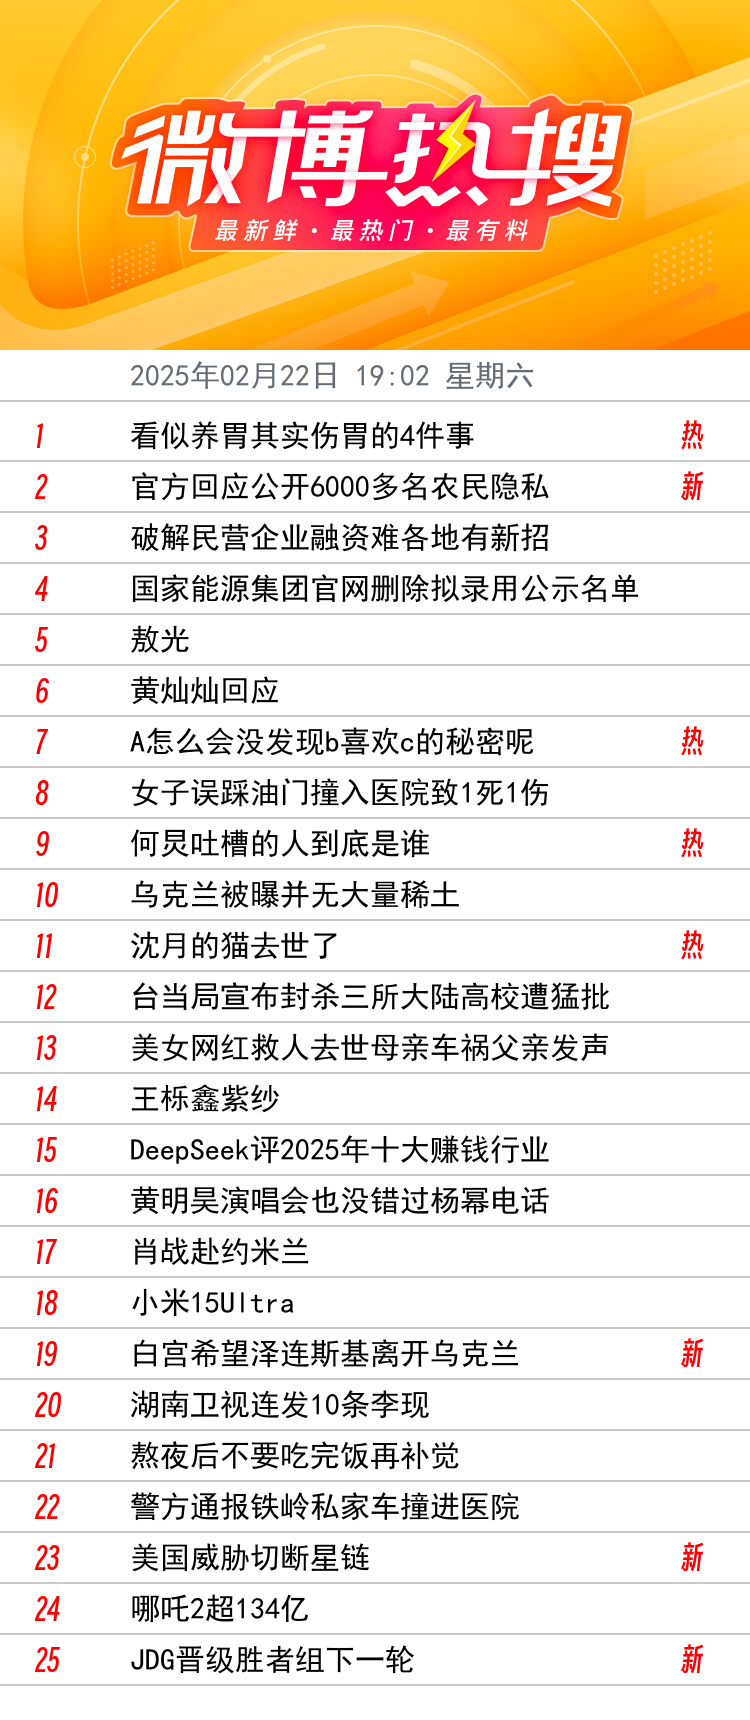 微博热搜
最新鲜·最热门·最有料
2025年02月22日 19:02 星期六
1 看似养胃其实伤胃的4件事 热
2 官方回应公开6000多名农民隐私 新
3 破解民营企业融资难各地有新招
4 国家能源集团官网删除拟录用公示名单
5 敖光
6 黄灿灿回应
7 A怎么会没发现b喜欢c的秘密呢 热
8 女子误踩油门撞入医院致1死1伤
9 何炅吐槽的人到底是谁 热
10 乌克兰被曝并无大量稀土
11 沈月的猫去世了 热
12 台当局宣布封杀三所大陆高校遭猛批
13 美女网红救人去世母亲车祸父亲发声
14 王栎鑫紫纱
15 DeepSeek评2025年十大赚钱行业
16 黄明昊演唱会也没错过杨幂电话
17 肖战赴约米兰
18 小米15Ultra
19 白宫希望泽连斯基离开乌克兰 新
20 湖南卫视连发10条李现
21 熬夜后不要吃完饭再补觉
22 警方通报铁岭私家车撞进医院
23 美国威胁切断星链 新
24 哪吒2超134亿
25 JDG晋级胜者组下一轮 新